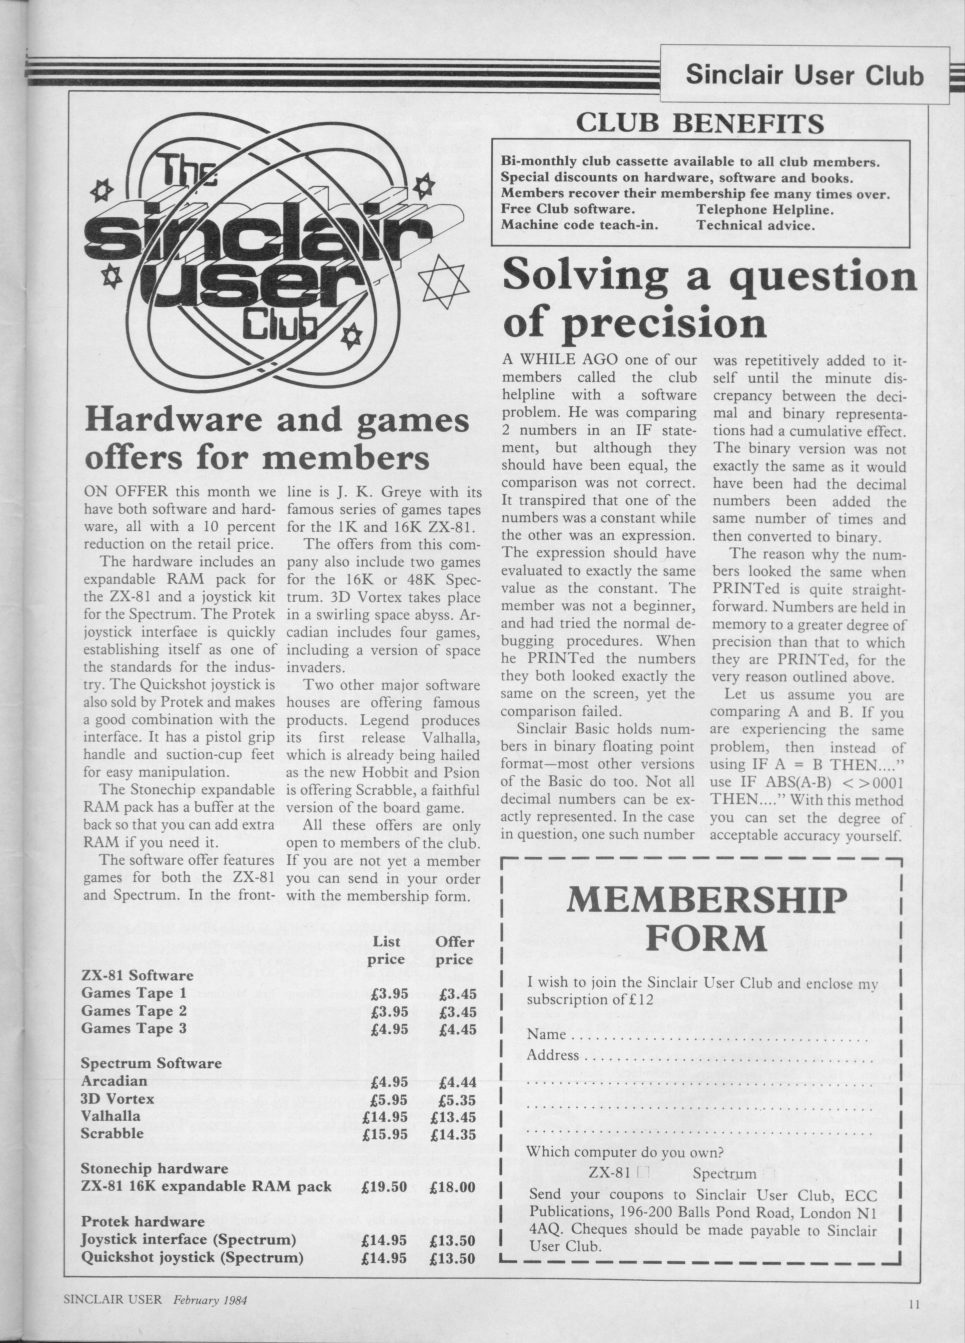 Sinclair User Club
The
sinclair
user
Club
Hardware and games
offers for members
ON OFFER this month we
have both software and hard-
ware, all with a 10 percent
reduction on the retail price.
The hardware includes an
expandable RAM pack for
the ZX-81 and a joystick kit
for the Spectrum. The Protek
joystick interface is quickly
establishing itself as one of
the standards for the indus-
try. The Quickshot joystick is
also sold by Protek and makes
a good combination with the
interface. It has a pistol grip
handle and suction-cup feet
for easy manipulation.
The Stonechip expandable
RAM pack has a buffer at the
back so that you can add extra
RAM if you need it.
The software offer features
games for both the ZX-81
and Spectrum. In the front-
line is J. K. Greye with its
famous series of games tapes
for the 1K and 16K ZX-81.
The offers from this com-
pany also include two games
for the 16K or 48K Spec-
trum. 3D Vortex takes place
in a swirling space abyss. Ar-
cadian includes four games,
including a version of space
invaders.
Two other major software
houses are offering famous
products. Legend produces
its first release Valhalla,
which is already being hailed
as the new Hobbit and Psion
is offering Scrabble, a faithful
version of the board game.
All these offers are only
open to members of the club.
If you are not yet a member
you can send in your order
with the membership form.
List Offer
price price
ZX-81 Software
Games Tape 1 £3.95 £3.45
Games Tape 2 £3.95 £3.45
Games Tape 3 £4.95 £4.45
Spectrum Software
Arcadian £4.95 £4.44
3D Vortex £5.95 £5.35
Valhalla £14.95 £13.45
Scrabble £15.95 £14.35
Stonechip hardware
ZX-81 16K expandable RAM pack £19.50 £18.00
Protek hardware
Joystick interface (Spectrum) £14.95 £13.50
Quickshot joystick (Spectrum) £14.95 £13.50
CLUB BENEFITS
Bi-monthly club cassette available to all club members.
Special discounts on hardware, software and books.
Members recover their membership fee many times over.
Free Club software. Telephone Helpline.
Machine code teach-in. Technical advice.
Solving a question
of precision
A WHILE AGO one of our
members called the club
helpline with a software
problem. He was comparing
2 numbers in an IF state-
ment, but although they
should have been equal, the
comparison was not correct.
It transpired that one of the
numbers was a constant while
the other was an expression.
The expression should have
evaluated to exactly the same
value as the constant. The
member was not a beginner,
and had tried the normal de-
bugging procedures. When
he PRINTed the numbers
they both looked exactly the
same on the screen, yet the
comparison failed.
Sinclair Basic holds num-
bers in binary floating point
format—most other versions
of the Basic do too. Not all
decimal numbers can be ex-
actly represented. In the case
in question, one such number
was repetitively added to it-
self until the minute dis-
crepancy between the deci-
mal and binary representa-
tions had a cumulative effect.
The binary version was not
exactly the same as it would
have been had the decimal
numbers been added the
same number of times and
then converted to binary.
The reason why the num-
bers looked the same when
PRINTed is quite straight-
forward. Numbers are held in
memory to a greater degree of
precision than that to which
they are PRINTed, for the
very reason outlined above.
Let us assume you are
comparing A and B. If you
are experiencing the same
problem, then instead of
using IF A = B THEN...."
use IF ABS(A-B) < >0001
THEN...." With this method
you can set the degree of
acceptable accuracy yourself.
MEMBERSHIP
FORM
I wish to join the Sinclair User Club and enclose my
subscription of £12
Name ....................................
Address ...................................
..........................................
..........................................
..........................................
Which computer do you own?
ZX-81 Spectrum
Send your coupons to Sinclair User Club, ECC
Publications, 196-200 Balls Pond Road, London N1
4AQ. Cheques should be made payable to Sinclair
User Club.
SINCLAIR USER February 1984
11